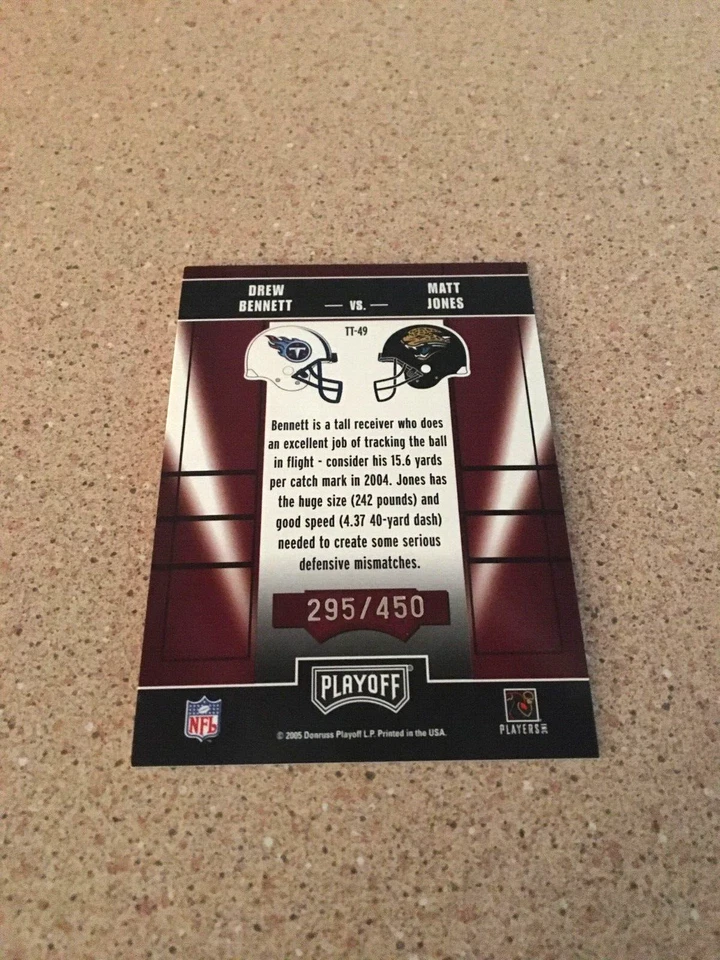 DREW
BENNETT
VS.
MATT
JONES
TT-49
T
Bennett is a tall receiver who does
an excellent job of tracking the ball
in flight - consider his 15.6 yards
per catch mark in 2004. Jones has
the huge size (242 pounds) and
good speed (4.37 40-yard dash)
needed to create some serious
defensive mismatches.
295/450
PLAYOFF
NFL
© 2005 Donruss Playoff L.P. Printed in the USA.
PLAYERS INC